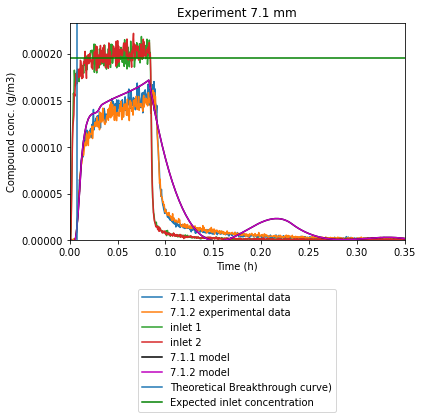 Experiment 7.1 mm
Compound conc. (g/m3)
0.00020
0.00015
0.00010
0.00005
0.00000
0.00 0.05 0.10 0.15 0.20 0.25 0.30 0.35
Time (h)
7.1.1 experimental data
7.1.2 experimental data
inlet 1
inlet 2
7.1.1 model
7.1.2 model
Theoretical Breakthrough curve)
Expected inlet concentration